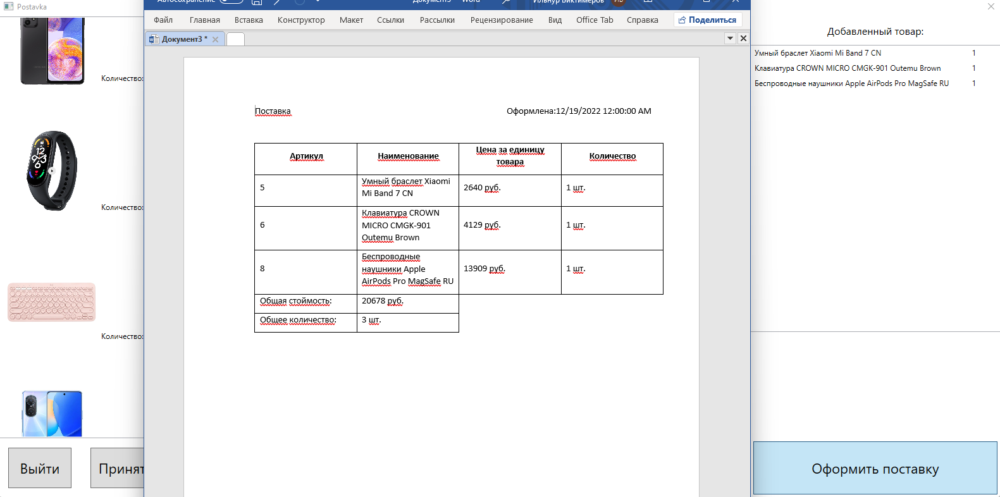 Postavka
Автосохранение
Документ3 - Word
Ильнур Биктимеров
ИБ
Файл Главная Вставка Конструктор Макет Ссылки Рассылки Рецензирование Вид Office Tab Справка Поделиться
Документ3 *
Добавленный товар:
Умный браслет Xiaomi Mi Band 7 CN 1
Клавиатура CROWN MICRO CMGK-901 Outemu Brown 1
Беспроводные наушники Apple AirPods Pro MagSafe RU 1
Количество:
Количество:
Количество:
Поставка Оформлена:12/19/2022 12:00:00 AM
Артикул Наименование Цена за единицу
товара Количество
5 Умный браслет Xiaomi
Mi Band 7 CN 2640 руб. 1 шт.
6 Клавиатура CROWN
MICRO CMGK-901
Outemu Brown 4129 руб. 1 шт.
8 Беспроводные
наушники Apple
AirPods Pro MagSafe RU 13909 руб. 1 шт.
Общая стоймость: 20678 руб.
Общее количество: 3 шт.
Выйти Принят
Оформить поставку